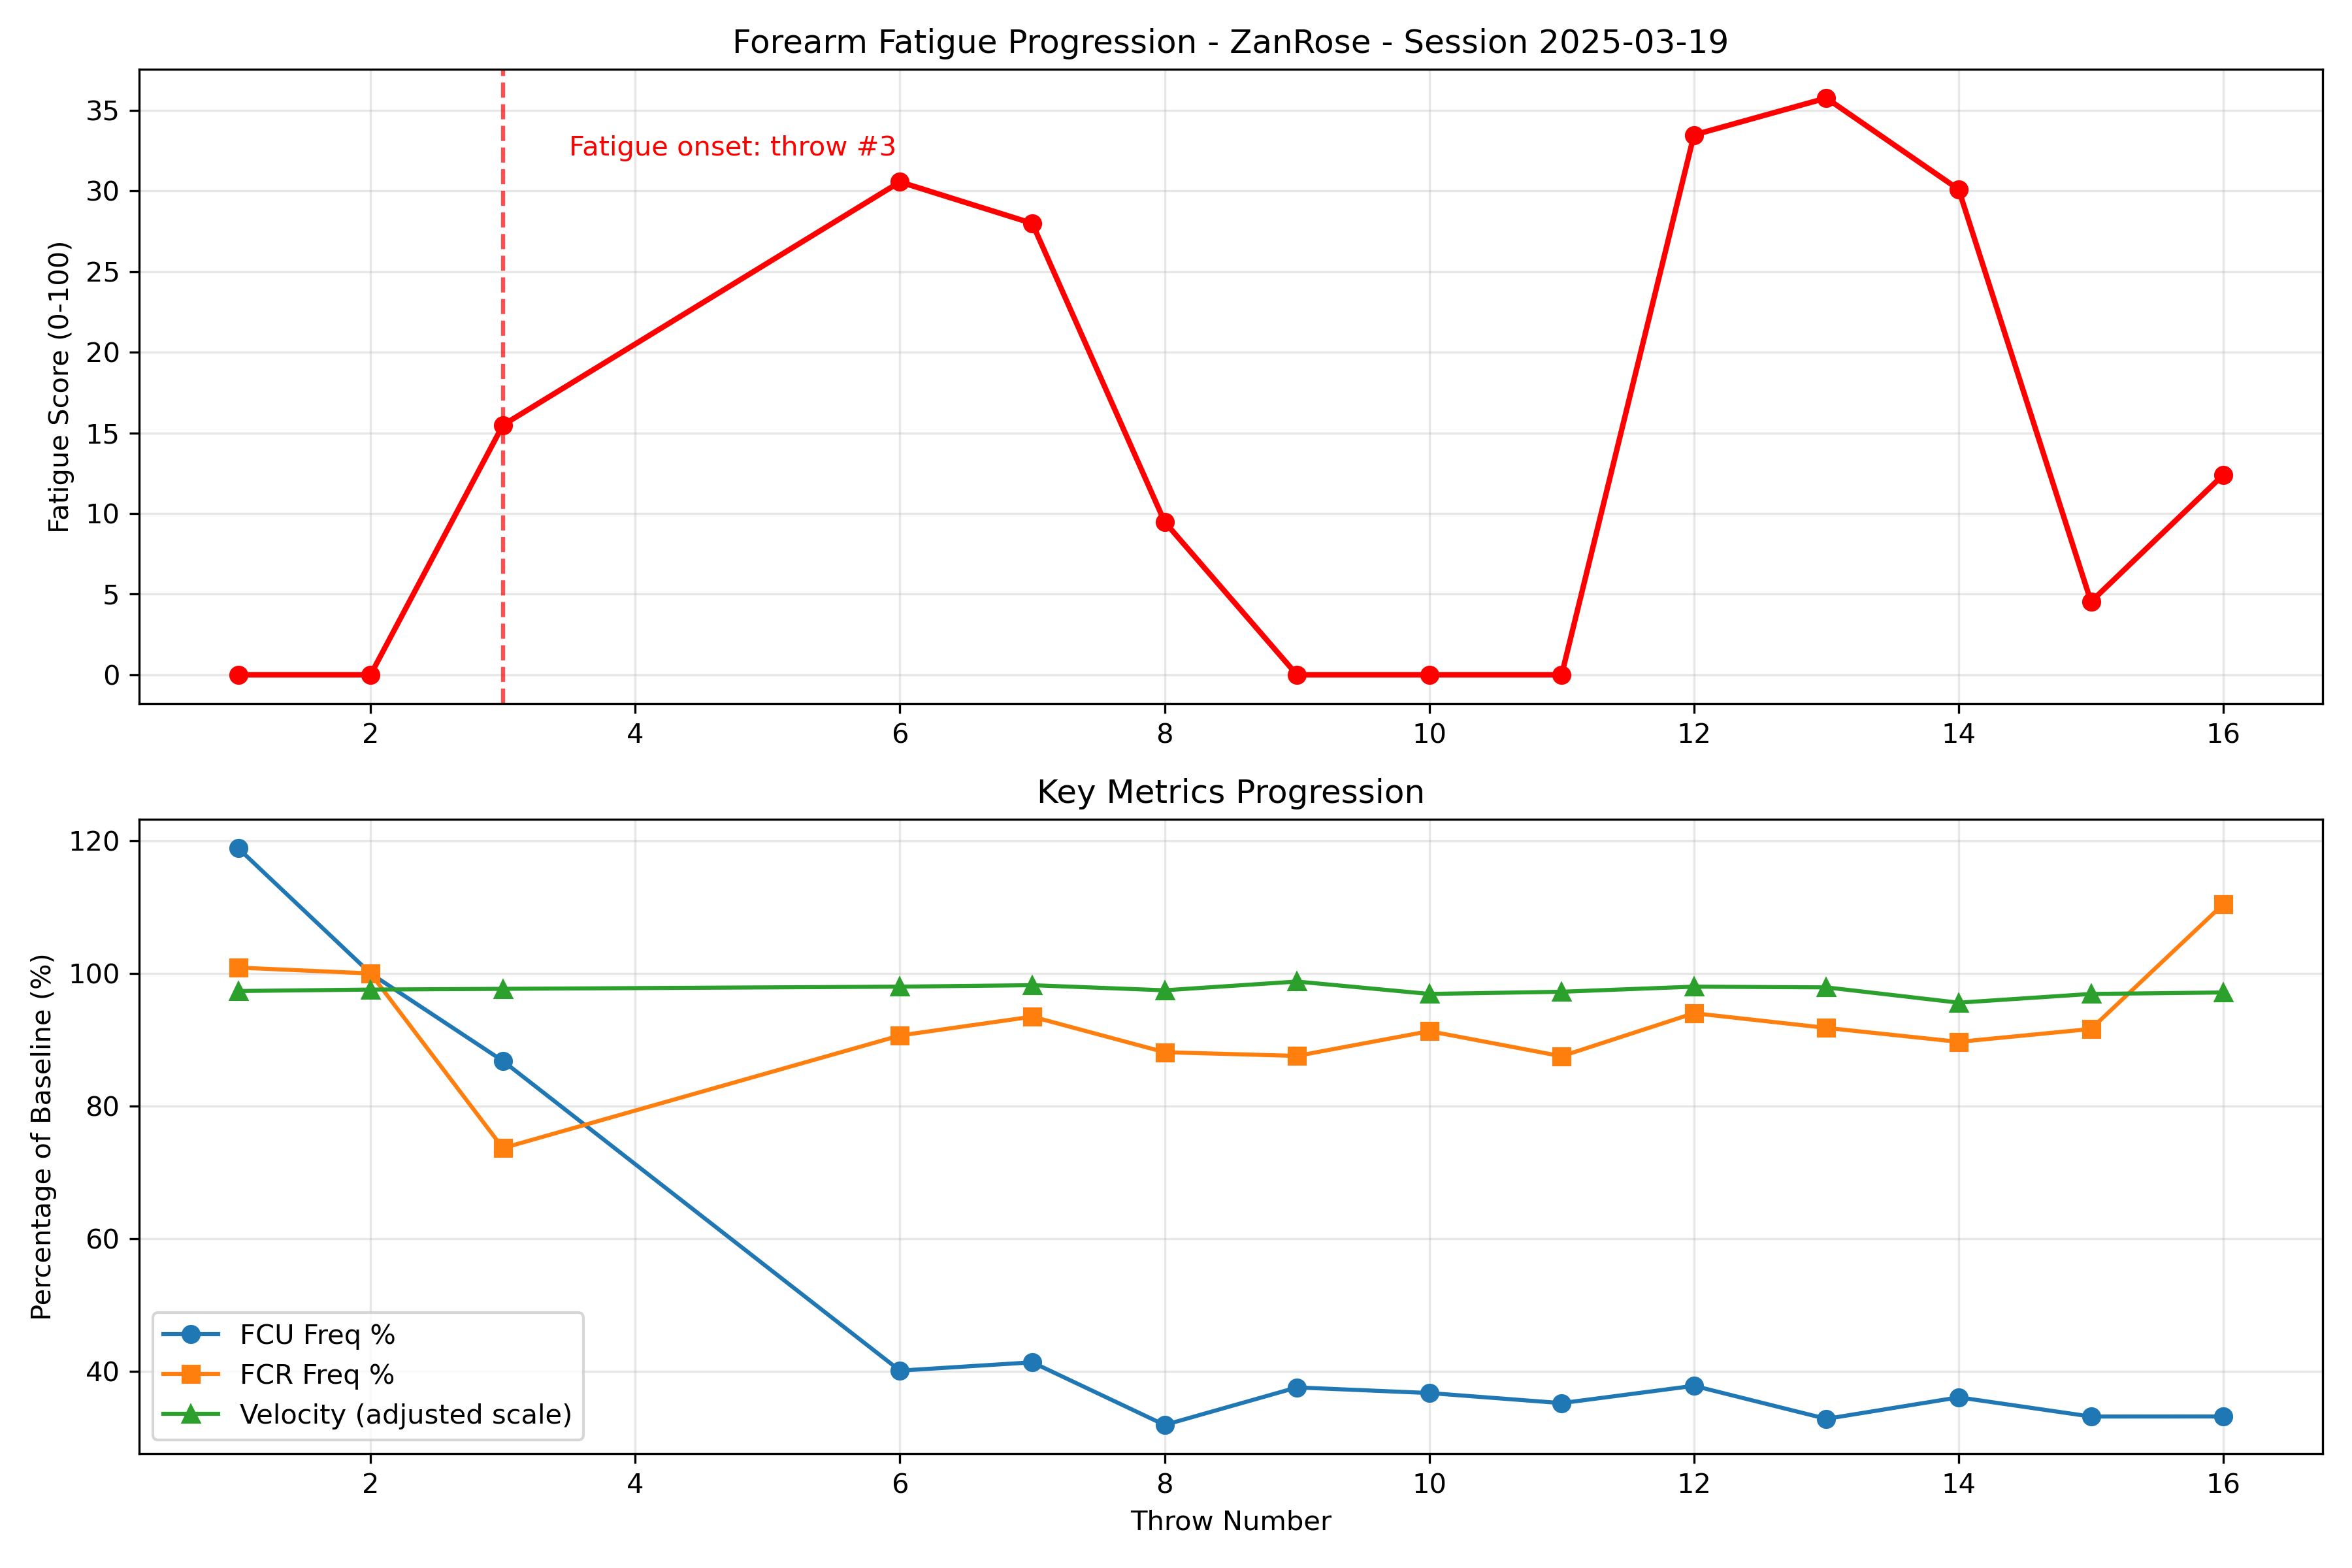 Forearm Fatigue Progression - ZanRose - Session 2025-03-19
Fatigue Score (0-100)
35
30
25
20
15
10
5
0
Fatigue onset: throw #3
2 4 6 8 10 12 14 16
Key Metrics Progression
Percentage of Baseline (%)
120
100
80
60
40
FCU Freq %
FCR Freq %
Velocity (adjusted scale)
2 4 6 8 10 12 14 16
Throw Number